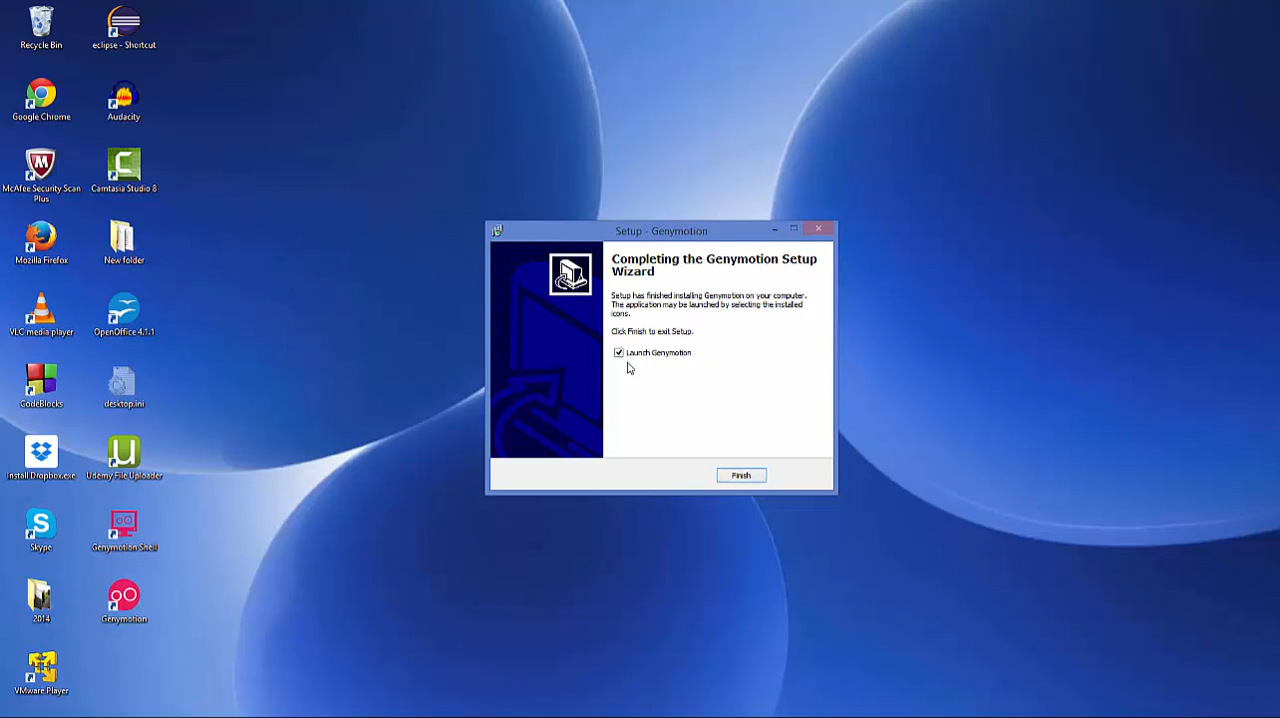 Recycle Bin
eclipse - Shortcut
Google Chrome
Audacity
McAfee Security Scan
Plus
Camtasia Studio 8
Mozilla Firefox
New folder
VLC media player
OpenOffice 4.1.1
CodeBlocks
desktop.ini
Install Dropbox.exe
Udemy File Uploader
Skype
Genymotion Shell
2014
Genymotion
VMware Player
Setup - Genymotion
Completing the Genymotion Setup
Wizard
Setup has finished installing Genymotion on your computer.
The application may be launched by selecting the installed
icons.
Click Finish to exit Setup.
Launch Genymotion
Finish